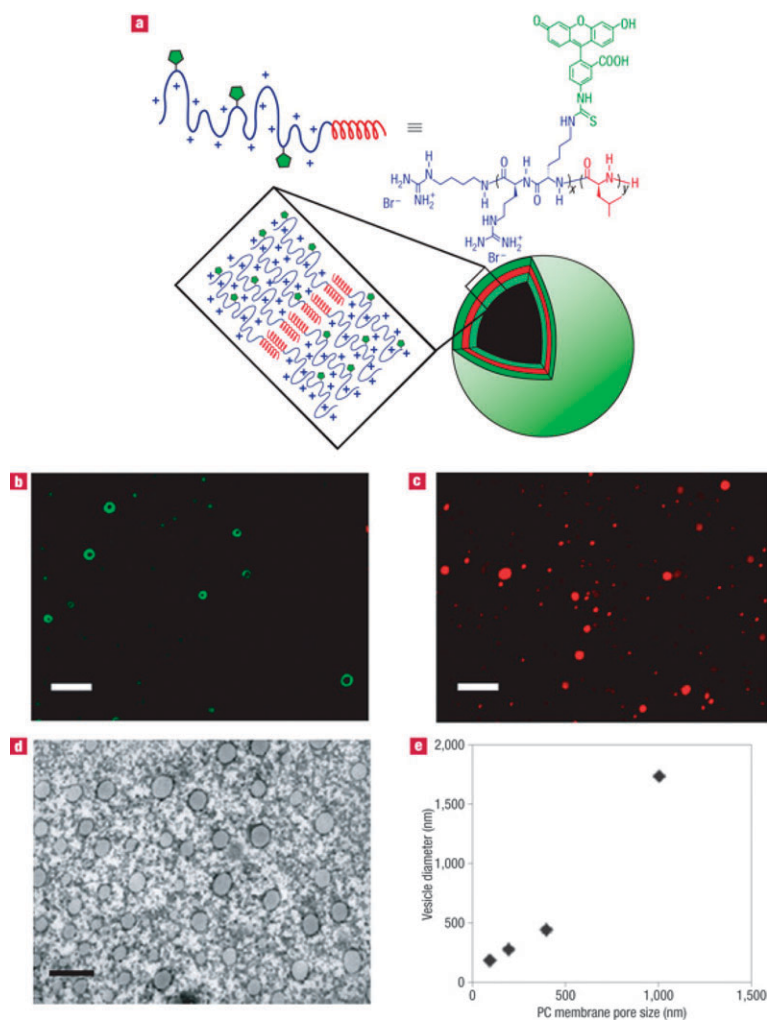 a
O
O
OH
COOH
NH
HN
S
H
N
H₂N
NH₂⁺
Br⁻
N
H
O
H
N
O
N
H
x
O
H
N
H
y
HN
H₂N
NH₂⁺
Br⁻
b
c
d
e
2,000
1,500
1,000
500
0
0
500
1,000
1,500
Vesicle diameter (nm)
PC membrane pore size (nm)